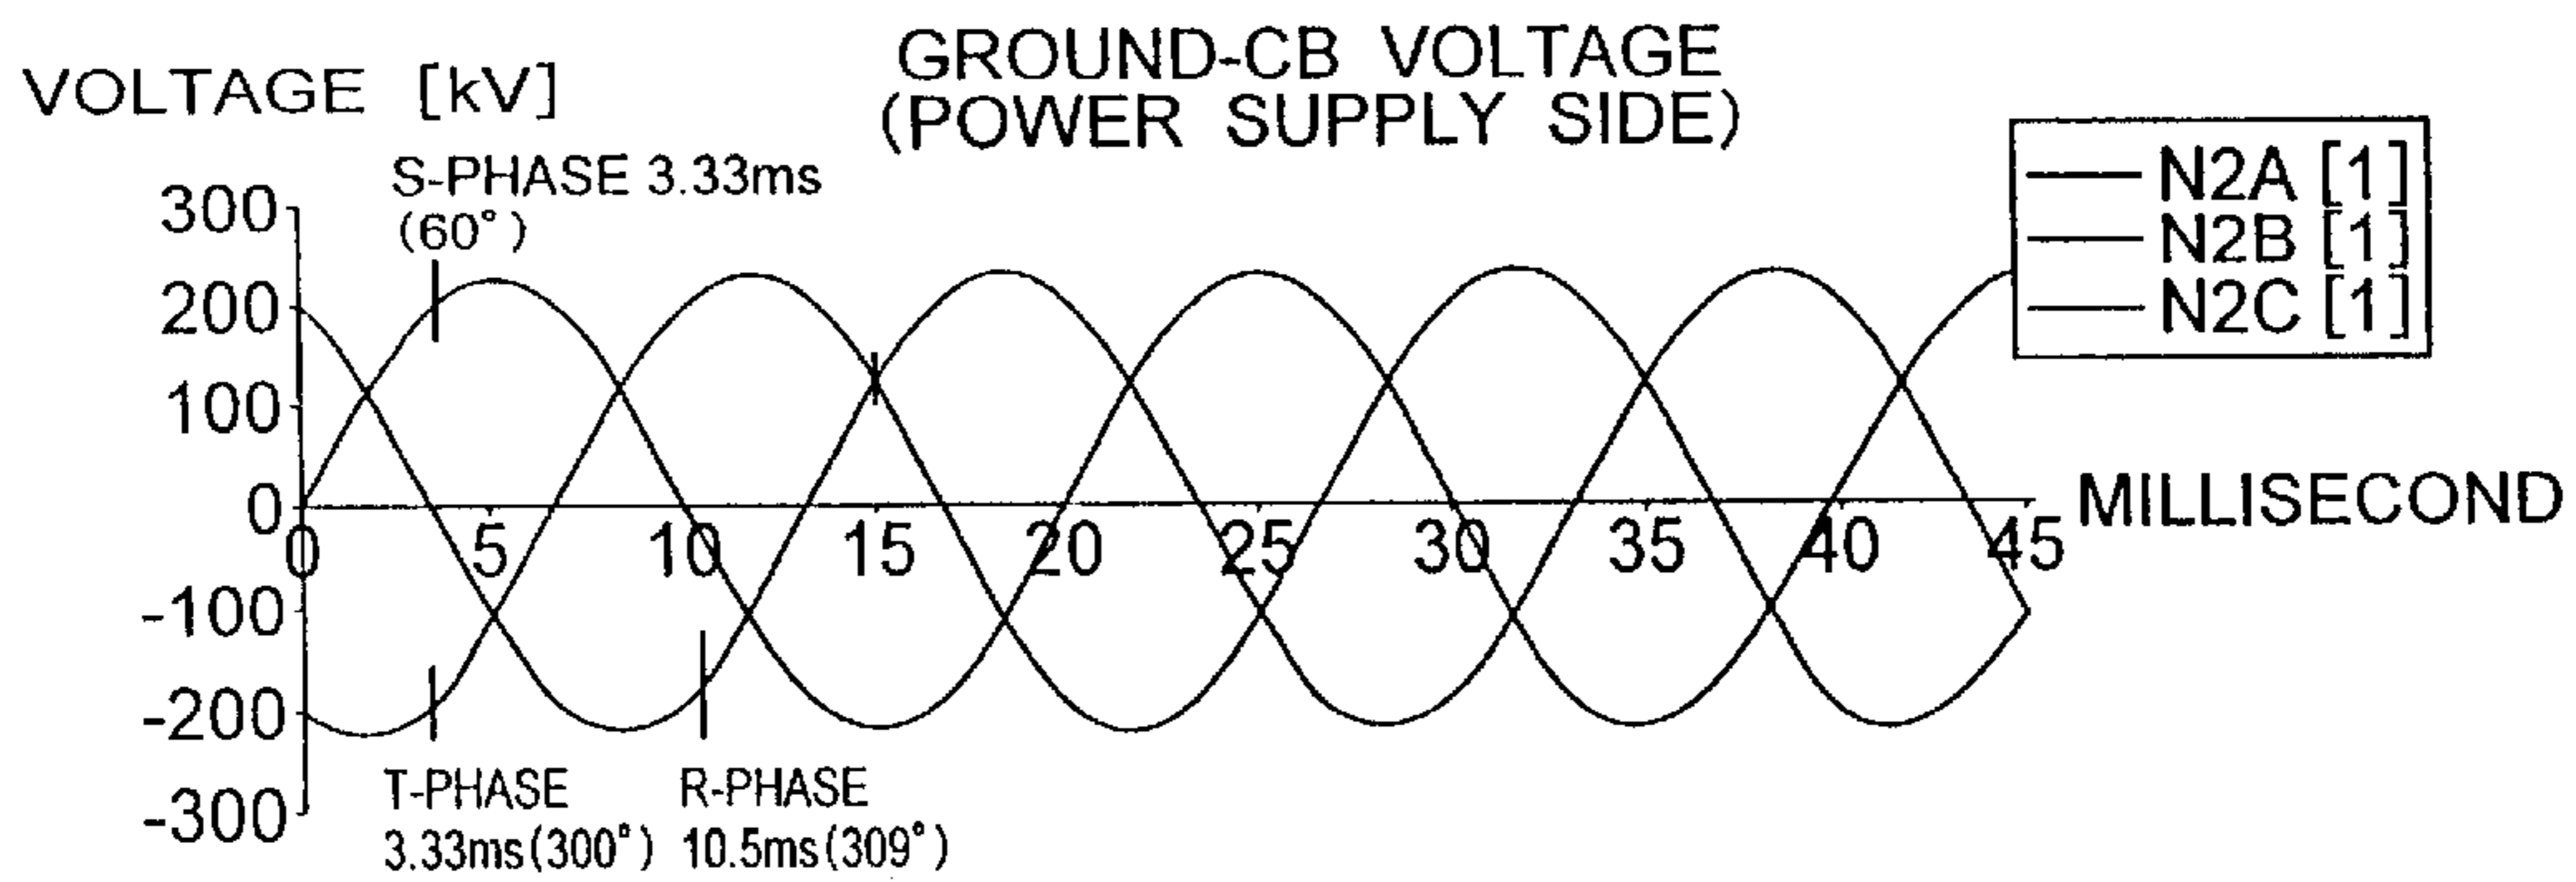 GROUND-CB VOLTAGE
(POWER SUPPLY SIDE)
VOLTAGE [kV]
S-PHASE 3.33ms
(60°)
N2A [1]
N2B [1]
N2C [1]
300
200
100
0
-100
-200
-300
0 5 10 15 20 25 30 35 40 45
MILLISECOND
T-PHASE
3.33ms(300°)
R-PHASE
10.5ms(309°)